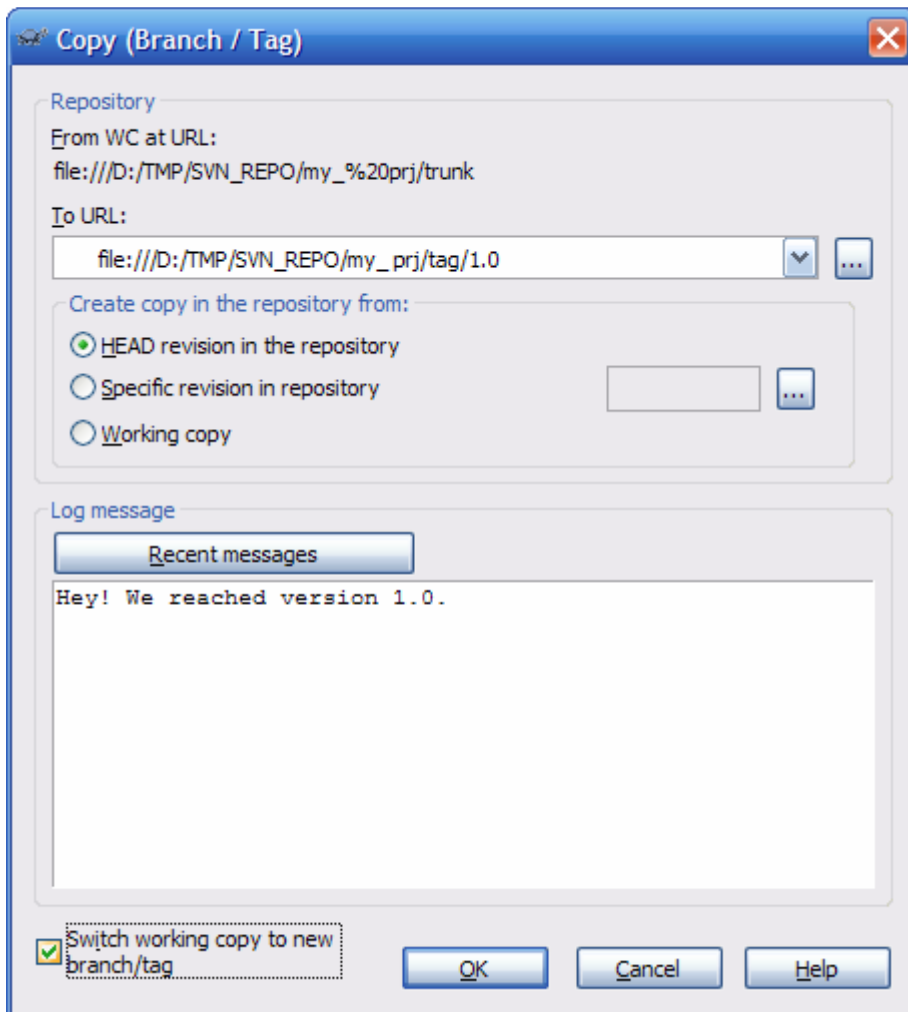 Copy (Branch / Tag)
Repository
From WC at URL:
file:///D:/TMP/SVN_REPO/my_%20prj/trunk
To URL:
file:///D:/TMP/SVN_REPO/my_ prj/tag/1.0
...
Create copy in the repository from:
HEAD revision in the repository
Specific revision in repository
...
Working copy
Log message
Recent messages
Hey! We reached version 1.0.
Switch working copy to new
branch/tag
OK
Cancel
Help